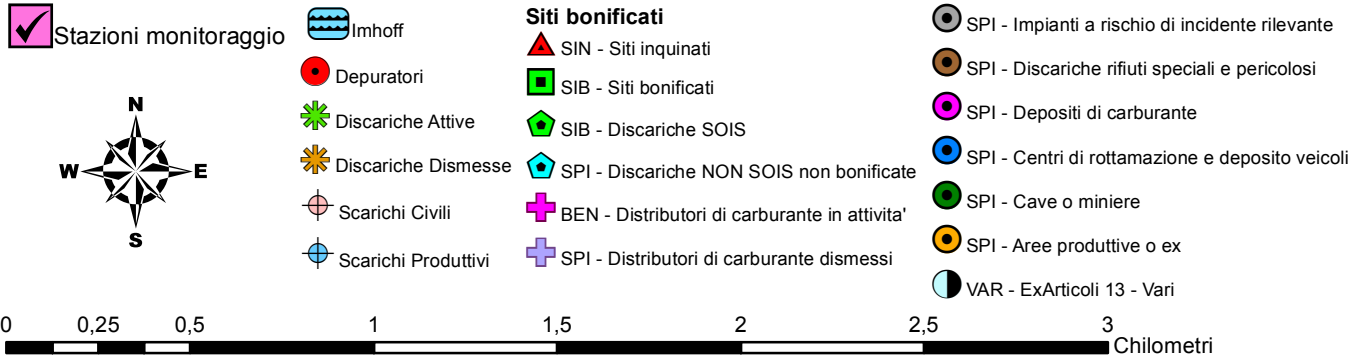 Stazioni monitoraggio
N
W E
S
Imhoff
Depuratori
Discariche Attive
Discariche Dismesse
Scarichi Civili
Scarichi Produttivi
Siti bonificati
SIN - Siti inquinati
SIB - Siti bonificati
SIB - Discariche SOIS
SPI - Discariche NON SOIS non bonificate
BEN - Distributori di carburante in attivita'
SPI - Distributori di carburante dismessi
SPI - Impianti a rischio di incidente rilevante
SPI - Discariche rifiuti speciali e pericolosi
SPI - Depositi di carburante
SPI - Centri di rottamazione e deposito veicoli
SPI - Cave o miniere
SPI - Aree produttive o ex
VAR - ExArticoli 13 - Vari
0 0,25 0,5 1 1,5 2 2,5 3
Chilometri